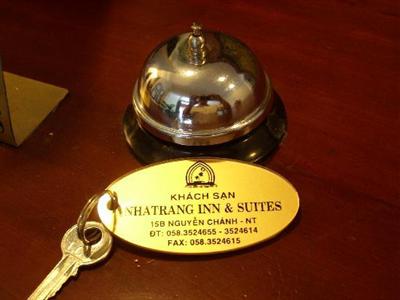 KHÁCH SẠN
NHATRANG INN & SUITES
15B NGUYỄN CHÁNH - NT
ĐT: 058.3524655 - 3524614
FAX: 058.3524615